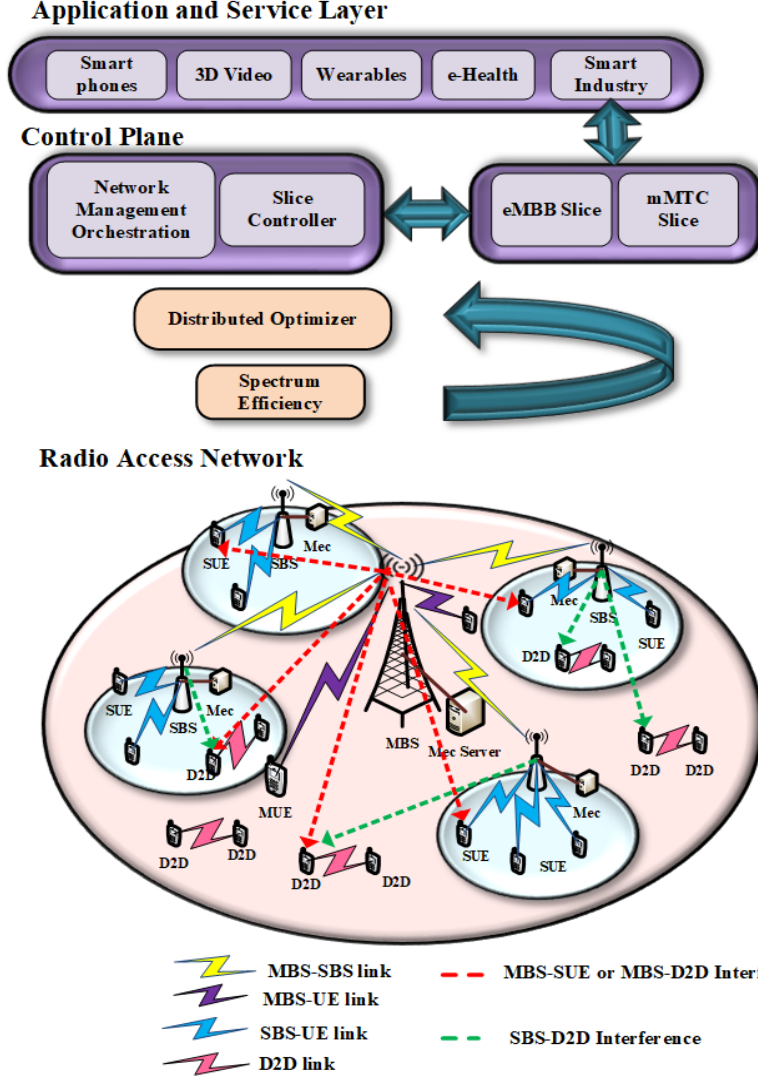 Application and Service Layer
Smart
phones
3D Video
Wearables
e-Health
Smart
Industry
Control Plane
Network
Management
Orchestration
Slice
Controller
eMBB Slice
mMTC
Slice
Distributed Optimizer
Spectrum
Efficiency
Radio Access Network
SUE
SBS
Mec
Mec
SBS
SUE
D2D
SUE
SBS
Mec
D2D
MBS
Mec Server
MUE
D2D
D2D
D2D
D2D
D2D
D2D
SUE
SUE
Mec
MBS-SBS link
MBS-UE link
SBS-UE link
D2D link
MBS-SUE or MBS-D2D Interf
SBS-D2D Interference